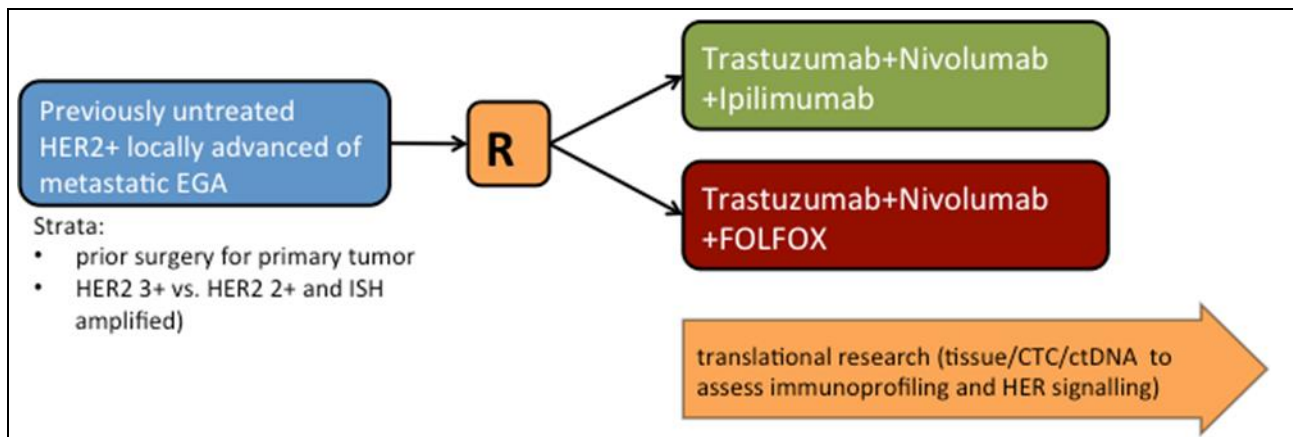 Previously untreated
HER2+ locally advanced of
metastatic EGA
Strata:
• prior surgery for primary tumor
• HER2 3+ vs. HER2 2+ and ISH
amplified)
R
Trastuzumab+Nivolumab
+Ipilimumab
Trastuzumab+Nivolumab
+FOLFOX
translational research (tissue/CTC/ctDNA to
assess immunoprofiling and HER signalling)